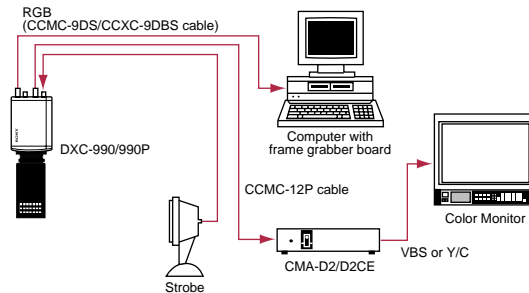 RGB
(CCMC-9DS/CCXC-9DBS cable)
SONY
DXC-990/990P
Computer with
frame grabber board
CCMC-12P cable
Color Monitor
VBS or Y/C
CMA-D2/D2CE
Strobe